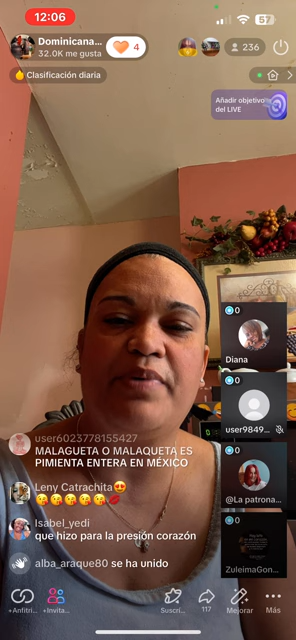 12:06
57
Dominicana...
32.0K me gusta
4
236
Clasificación diaria
Añadir objetivo
del LIVE
0
Diana
0
user9849...
0
@La patrona...
0
ZuleimaGon...
user6023778155427
MALAGUETA O MALAQUETA ES
PIMIENTA ENTERA EN MÉXICO
Leny Catrachita😍
😘😘😘😘😘💋
Isabel_yedi
que hizo para la presión corazón
alba_araque80 se ha unido
+Anfitri...
+Invita...
Suscri...
117
Mejorar
Más